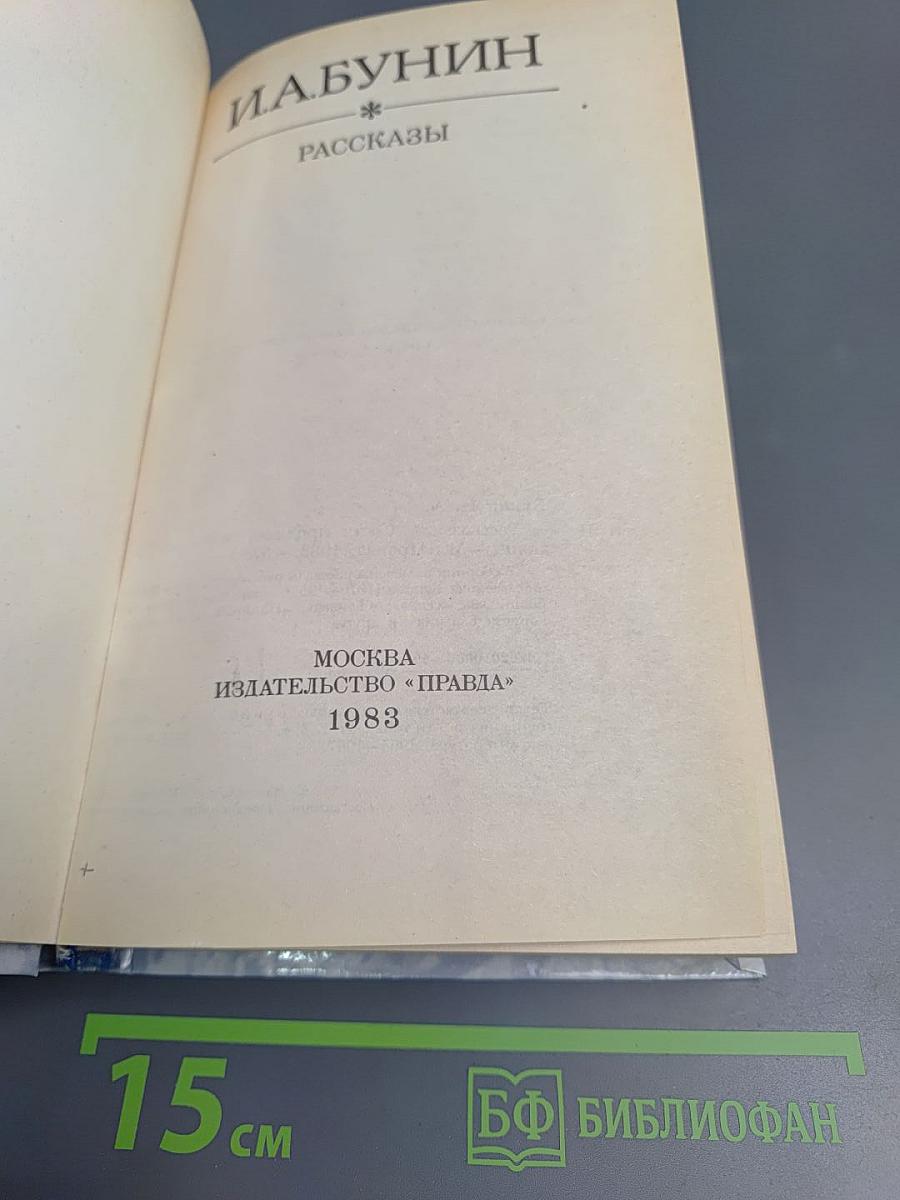 И.А.БУНИН
РАССКАЗЫ
МОСКВА
ИЗДАТЕЛЬСТВО «ПРАВДА»
1983
15 см
БФ БИБЛИОФАН